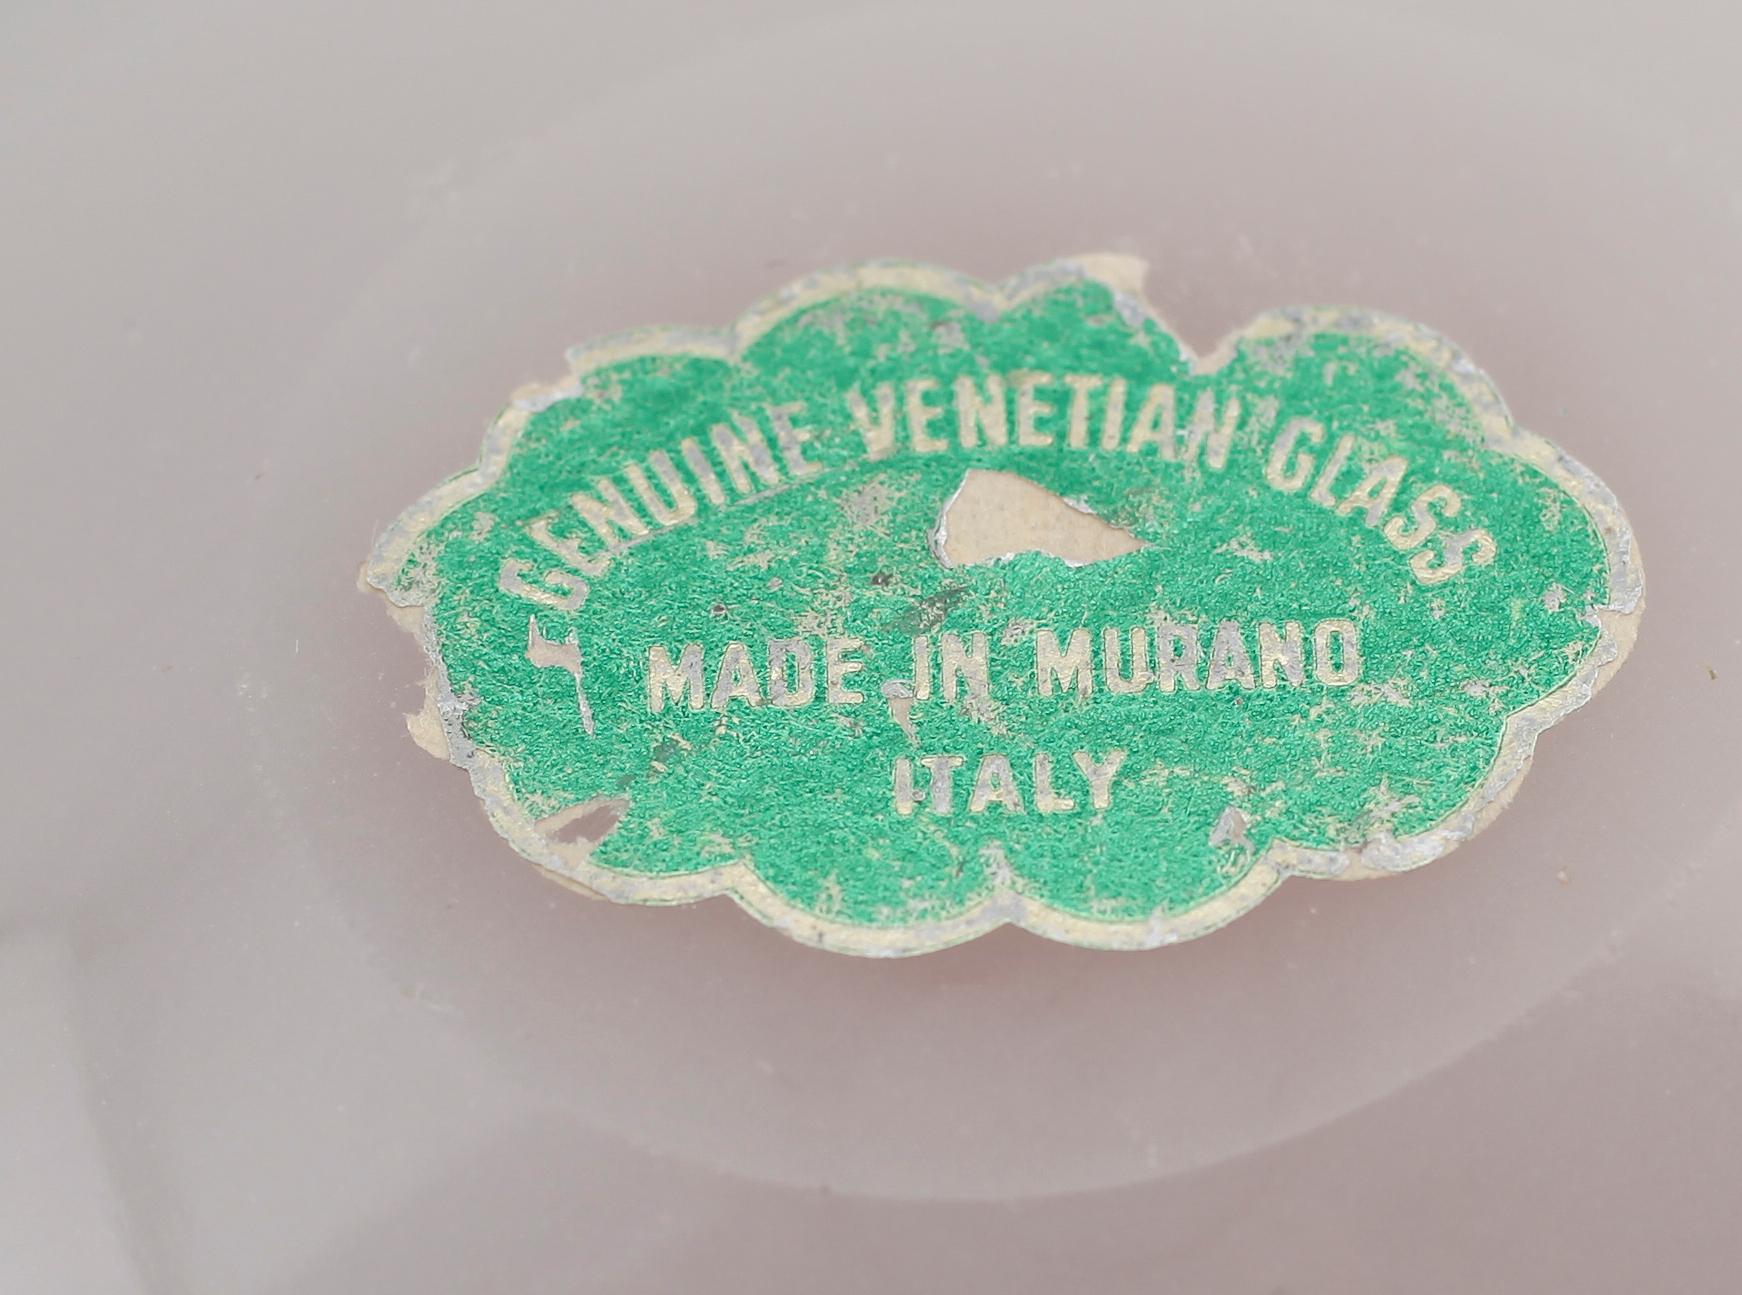 GENUINE VENETIAN GLASS
MADE IN MURANO
ITALY